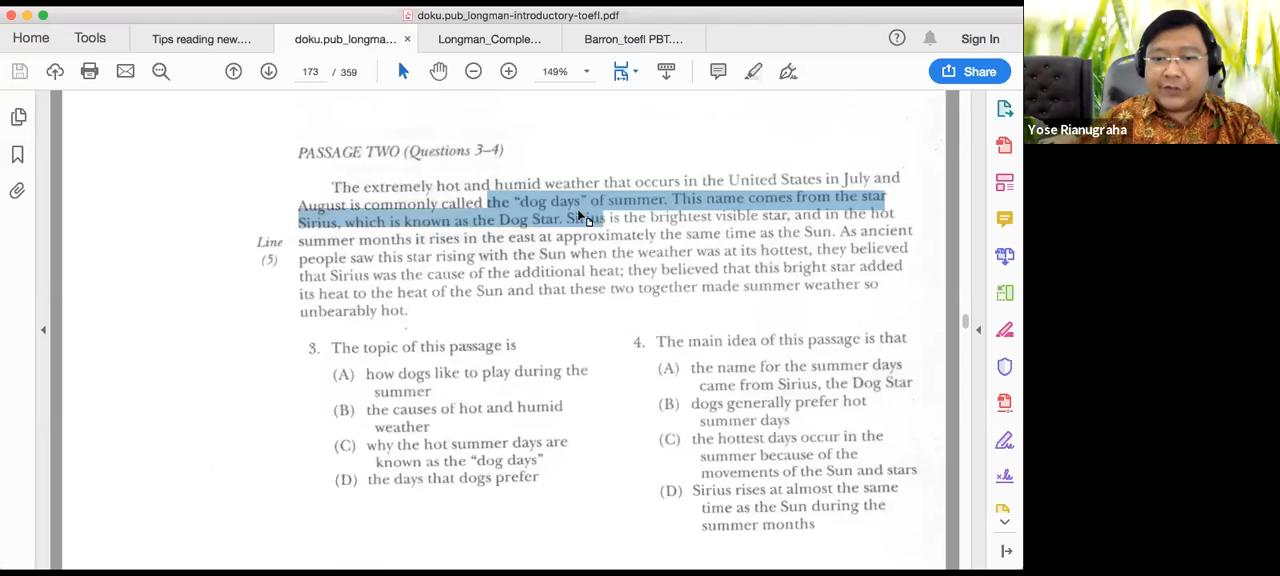 doku.pub_longman-introductory-toefl.pdf
Home
Tools
Tips reading new....
doku.pub_longma... ×
Longman_Comple...
Barron_toefl PBT....
Sign In
173 / 359
149%
Share
Yose Rianugraha
PASSAGE TWO (Questions 3–4)
The extremely hot and humid weather that occurs in the United States in July and
August is commonly called the “dog days” of summer. This name comes from the star
Sirius, which is known as the Dog Star. Sirius is the brightest visible star, and in the hot
Line summer months it rises in the east at approximately the same time as the Sun. As ancient
(5) people saw this star rising with the Sun when the weather was at its hottest, they believed
that Sirius was the cause of the additional heat; they believed that this bright star added
its heat to the heat of the Sun and that these two together made summer weather so
unbearably hot.
3. The topic of this passage is
(A) how dogs like to play during the
summer
(B) the causes of hot and humid
weather
(C) why the hot summer days are
known as the “dog days”
(D) the days that dogs prefer
4. The main idea of this passage is that
(A) the name for the summer days
came from Sirius, the Dog Star
(B) dogs generally prefer hot
summer days
(C) the hottest days occur in the
summer because of the
movements of the Sun and stars
(D) Sirius rises at almost the same
time as the Sun during the
summer months